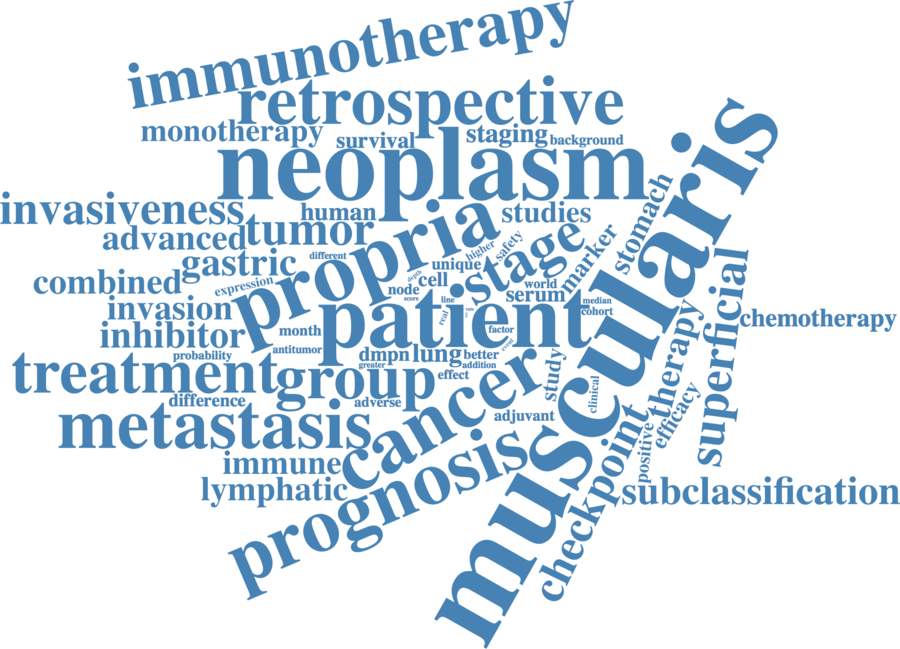 immunotherapy
retrospective
monotherapy
survival
staging
background
neoplasm
muscularis
invasiveness
human
studies
stomach
advanced
tumor
propria
stage
marker
gastric
different
higher
safety
combined
expression
unique
depth
cell
node
score
line
world
serum
median
cohort
superficial
invasion
patient
real
rate
factor
event
chemotherapy
inhibitor
month
probability
antitumor
dmpn
lung
better
greater
addition
treatment
group
effect
study
clinical
therapy
efficacy
difference
adverse
cancer
adjuvant
metastasis
positive
checkpoint
immune
lymphatic
prognosis
subclassification